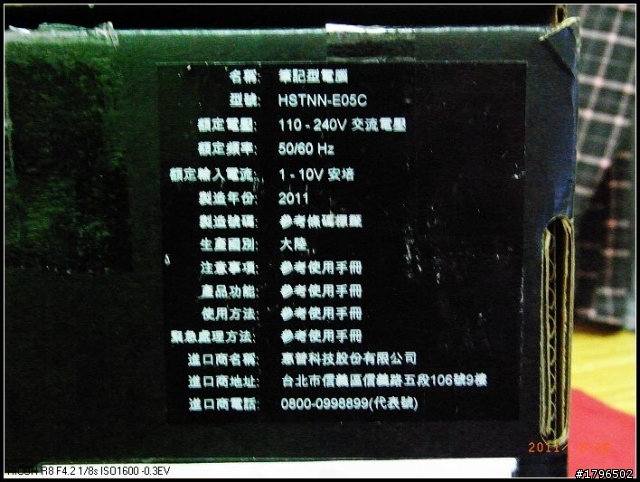 名稱: 筆記型電腦
型號: HSTNN-E05C
額定電壓: 110 - 240V 交流電壓
額定頻率: 50/60 Hz
額定輸入電流: 1 - 10V 安培
製造年份: 2011
製造號碼: 參考條碼標籤
生產國別: 大陸
注意事項: 參考使用手冊
產品功能: 參考使用手冊
使用方法: 參考使用手冊
緊急處理方法: 參考使用手冊
進口商名稱: 惠普科技股份有限公司
進口商地址: 台北市信義區信義路五段106號9樓
進口商電話: 0800-0998899(代表號)
2011
RICOH R8 F4.2 1/8s ISO1600 -0.3EV
#1796502